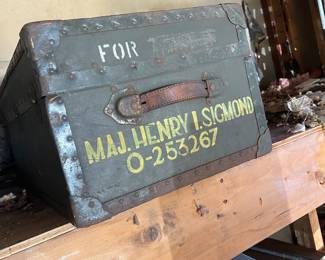 FOR
MAJ. HENRY I. SIGMOND
O-253267